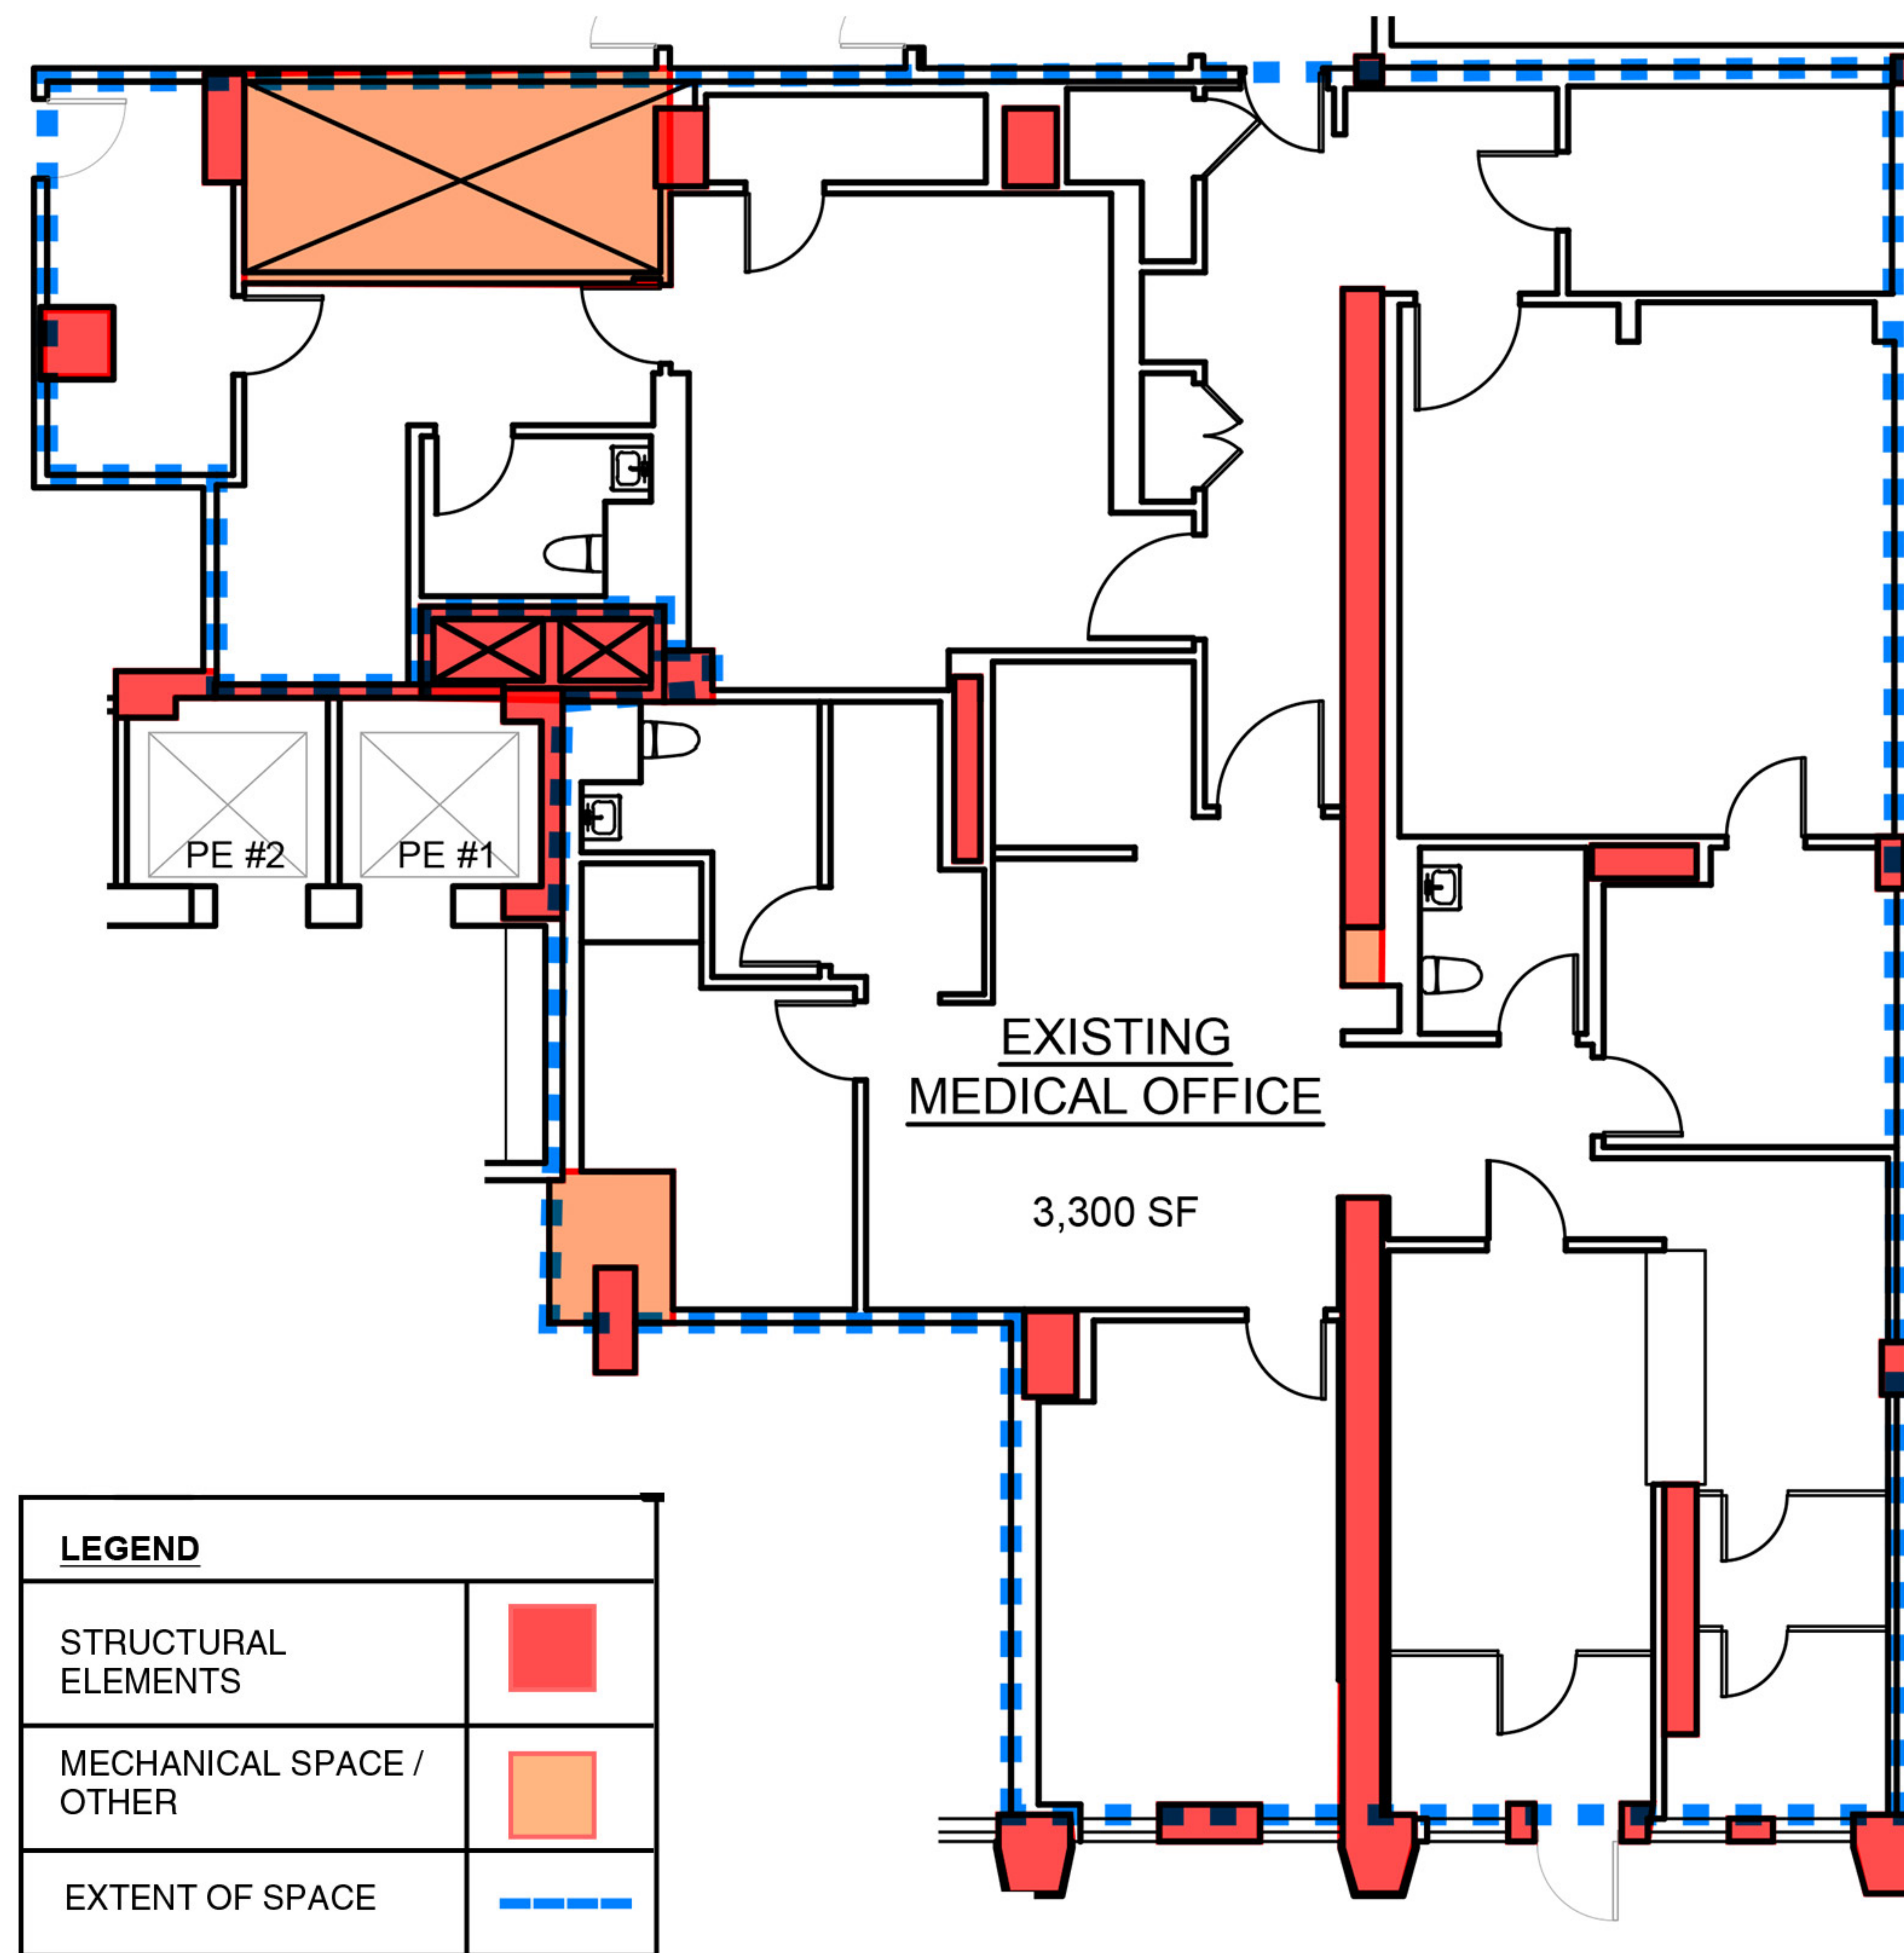 PE #2
PE #1
EXISTING
MEDICAL OFFICE
3,300 SF
LEGEND
STRUCTURAL
ELEMENTS
MECHANICAL SPACE /
OTHER
EXTENT OF SPACE